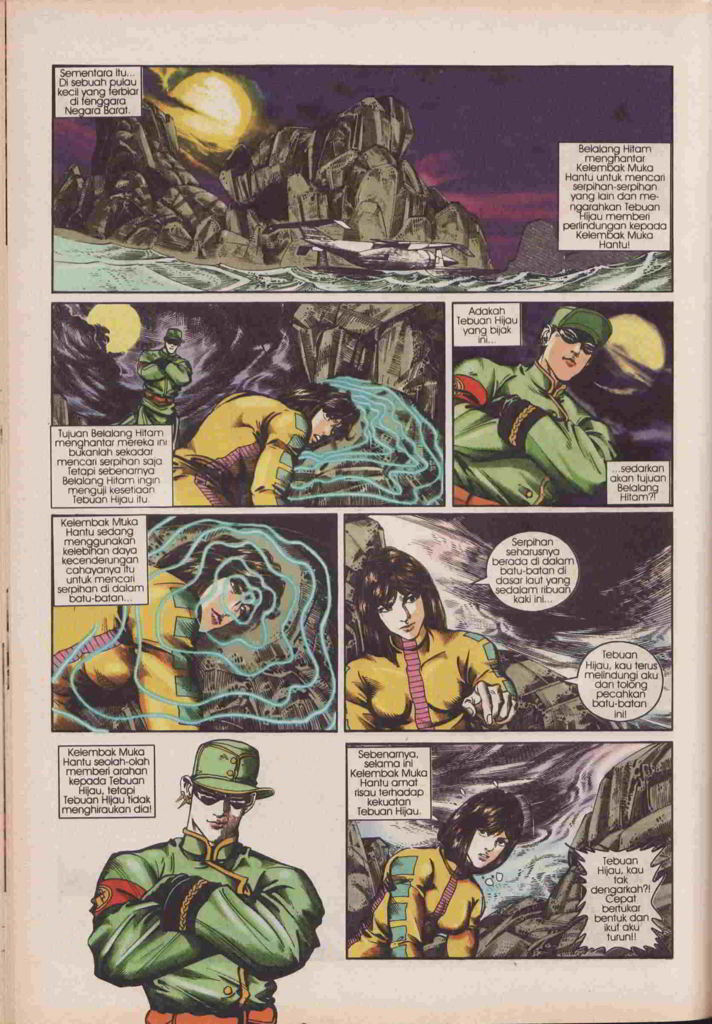 Sementara Itu...
Di sebuah pulau
kecil yang terbiar
di tenggara
Negara Barat.
Belalang Hitam
menghantar
Kelembak Muka
Hantu untuk mencari
serpihan-serpihan
yang lain dan me-
ngarahkan Tebuan
Hijau memberi
perlindungan kepada
Kelembak Muka
Hantu!
Tujuan Belalang Hitam
menghantar mereka ini
bukanlah sekadar
mencari serpihan saja.
Tetapi sebenarnya
Belalang Hitam ingin
menguji kesetiaan
Tebuan Hijau itu.
Adakah
Tebuan Hijau
yang bijak
ini...
...sedarkan
akan tujuan
Belalang
Hitam?!
Kelembak Muka
Hantu sedang
menggunakan
kelebihan daya
kecenderungan
cahayanya itu
untuk mencari
serpihan di dalam
batu-batan...
Serpihan
seharusnya
berada di dalam
batu-batan di
dasar laut yang
sedalam ribuan
kaki ini...
Tebuan
Hijau, kau terus
melindungi aku
dan tolong
pecahkan
batu-batan
ini!
Kelembak Muka
Hantu seolah-olah
memberi arahan
kepada Tebuan
Hijau, tetapi
Tebuan Hijau tidak
menghiraukan dia!
Sebenarnya,
selama ini
Kelembak Muka
Hantu amat
risau terhadap
kekuatan
Tebuan Hijau.
Tebuan
Hijau, kau
tak
dengarkah?!
Cepat
bertukar
bentuk dan
ikut aku
turun!!